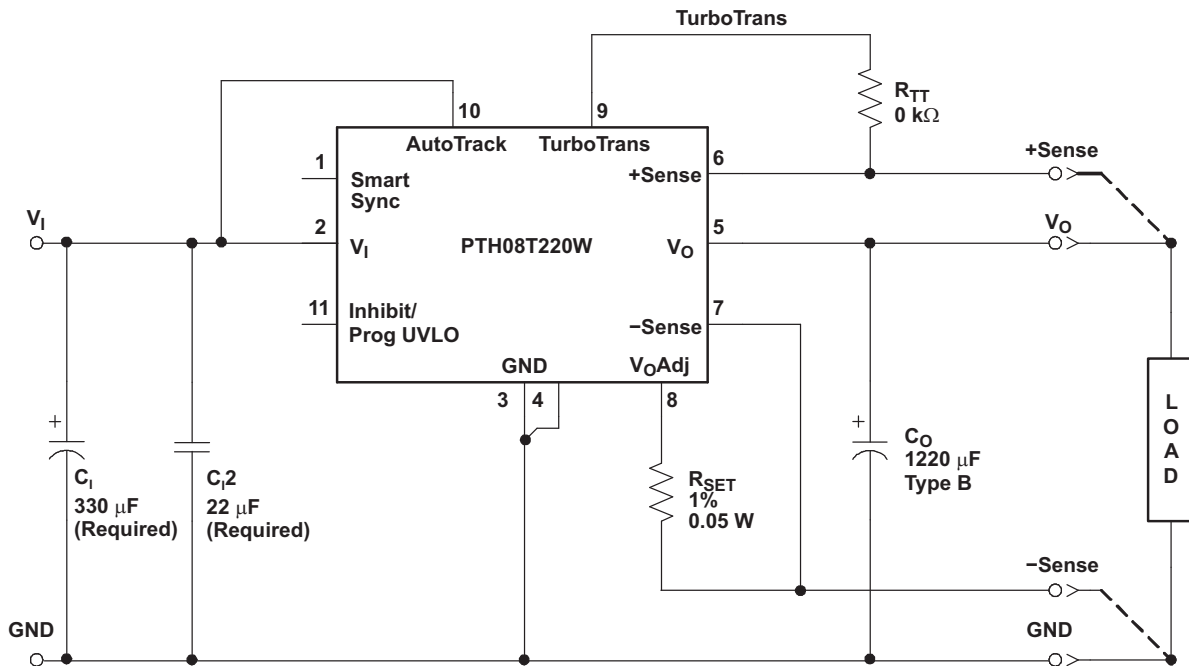 TurboTrans
R_TT
0 kΩ
10
9
AutoTrack
TurboTrans
1
Smart
Sync
6
+Sense
+Sense
V_I
2
V_I
PTH08T220W
5
V_O
V_O
11
Inhibit/
Prog UVLO
7
−Sense
GND
V_OAdj
3
4
8
+
C_I
330 μF
(Required)
C_I2
22 μF
(Required)
R_SET
1%
0.05 W
+
C_O
1220 μF
Type B
L
O
A
D
−Sense
GND
GND